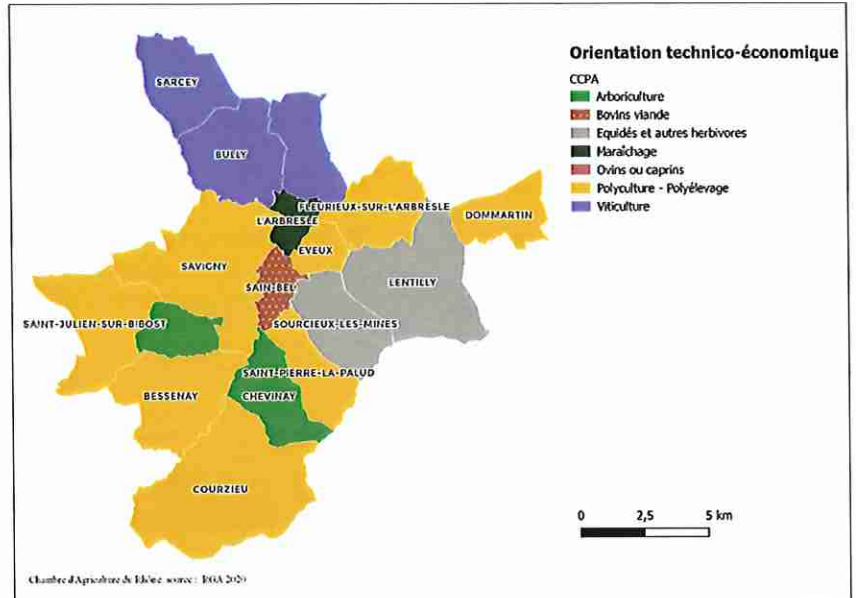 Orientation technico-économique
CCPA
Arboriculture
Bovins viande
Equidés et autres herbivores
Maraîchage
Ovins ou caprins
Polyculture - Polyélevage
Viticulture
SARCEY
BULLY
FLEURIEUX-SUR-L'ARBRESLE
L'ARBRESLE
DOMMARTIN
EVEUX
SAVIGNY
LENTILLY
SAIN-BEL
SAINT-JULIEN-SUR-BIBOST
SOURCIEUX-LES-MINES
SAINT-PIERRE-LA-PALUD
BESSENAY
CHEVINAY
COURZIEU
0 2,5 5 km
Chambre d'Agriculture du Rhône source : RGA 2020